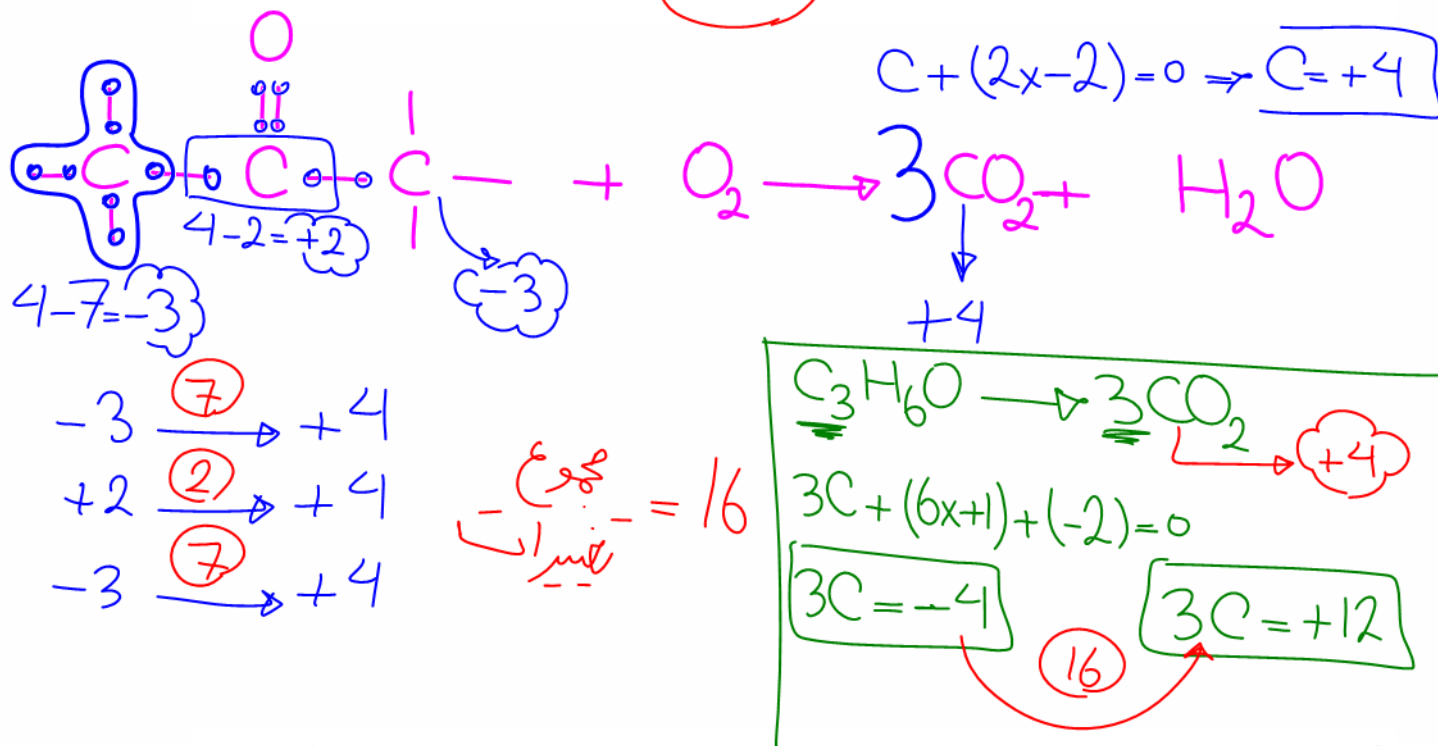 O
C + (2x-2) = 0 ⇒ C = +4
C C C — + O₂ → 3CO₂ + H₂O
4-2=+2
-3
4-7=-3
+4
-3 7→ +4
+2 2→ +4
-3 7→ +4
مجموع
تغییرات
= 16
C₃H₆O → 3CO₂
+4
3C + (6x+1) + (-2) = 0
3C = -4
3C = +12
16